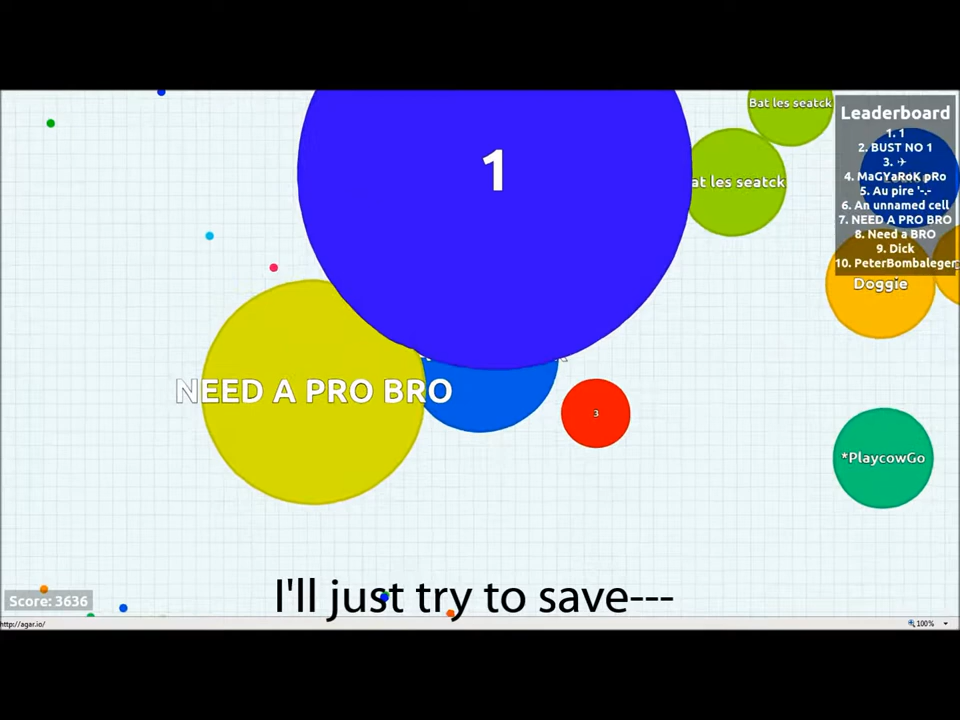 Bat les seatck
Leaderboard
1. 1
2. BUST NO 1
3. ✈
4. MaGYaRoK pRo
5. Au pire '-.-
6. An unnamed cell
7. NEED A PRO BRO
8. Need a BRO
9. Dick
10. PeterBombaleger
1
at les seatck
Doggie
NEED A PRO BRO
3
*PlaycowGo
I'll just try to save---
Score: 3636
http://agar.io/
100%